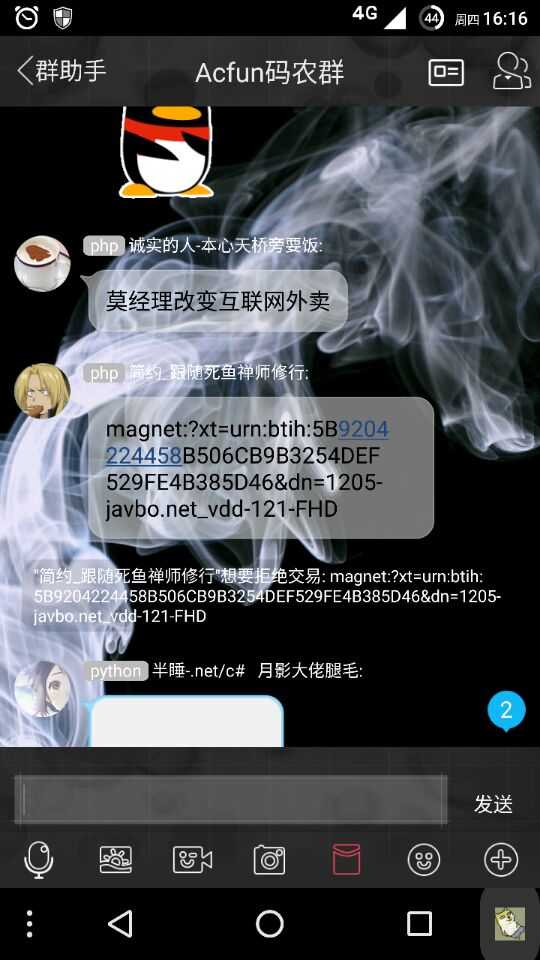 4G 44 周四 16:16
群助手 Acfun码农群
php 诚实的人-本心天桥旁要饭:
莫经理改变互联网外卖
php 简约_跟随死鱼禅师修行:
magnet:?xt=urn:btih:5B9204
224458B506CB9B3254DEF
529FE4B385D46&dn=1205-
javbo.net_vdd-121-FHD
"简约_跟随死鱼禅师修行"想要拒绝交易: magnet:?xt=urn:btih:
5B9204224458B506CB9B3254DEF529FE4B385D46&dn=1205-
javbo.net_vdd-121-FHD
python 半睡-.net/c# 月影大佬腿毛:
2
发送